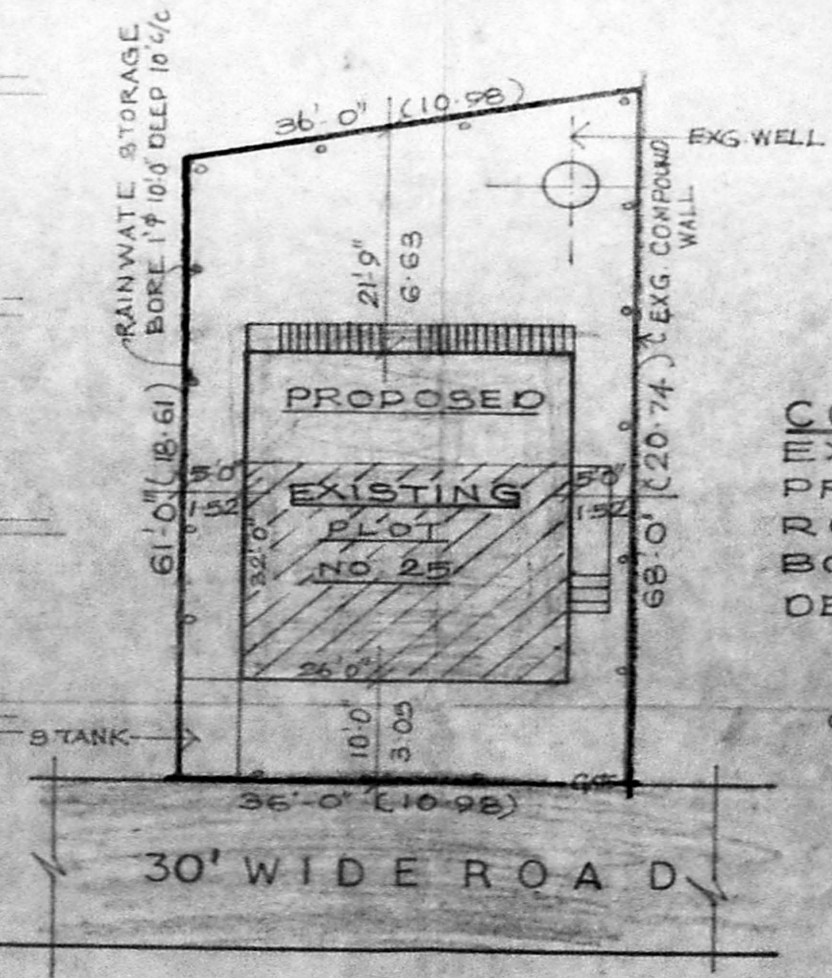 RAINWATE STORAGE
BORE 1'φ 10'0" DEEP 10' C/C
36'-0" (10.98)
EXG. WELL
EXG. COMPOUND
WALL
21'-9"
6.63
PROPOSED
61'-0" (18.61)
68'-0" (20.74)
5'0"
1.52
5'0"
1.52
EXISTING
PLOT
NO 25
32'-0"
26'0"
10'-0"
3.05
S TANK
36'-0" (10.98)
30' WIDE ROAD